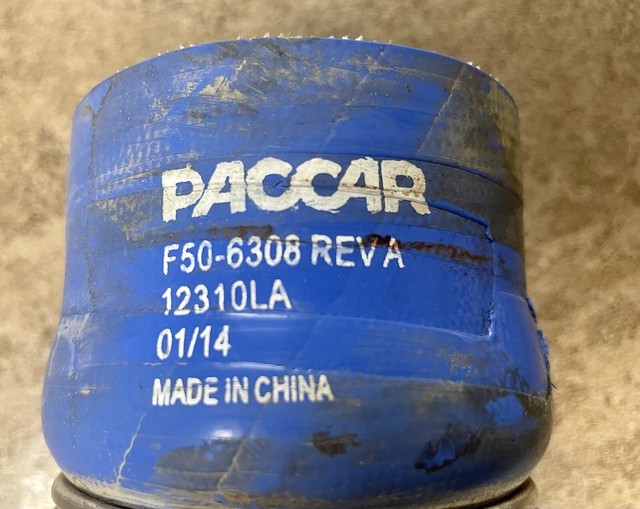 PACCAR
F50-6308 REV A
12310LA
01/14
MADE IN CHINA